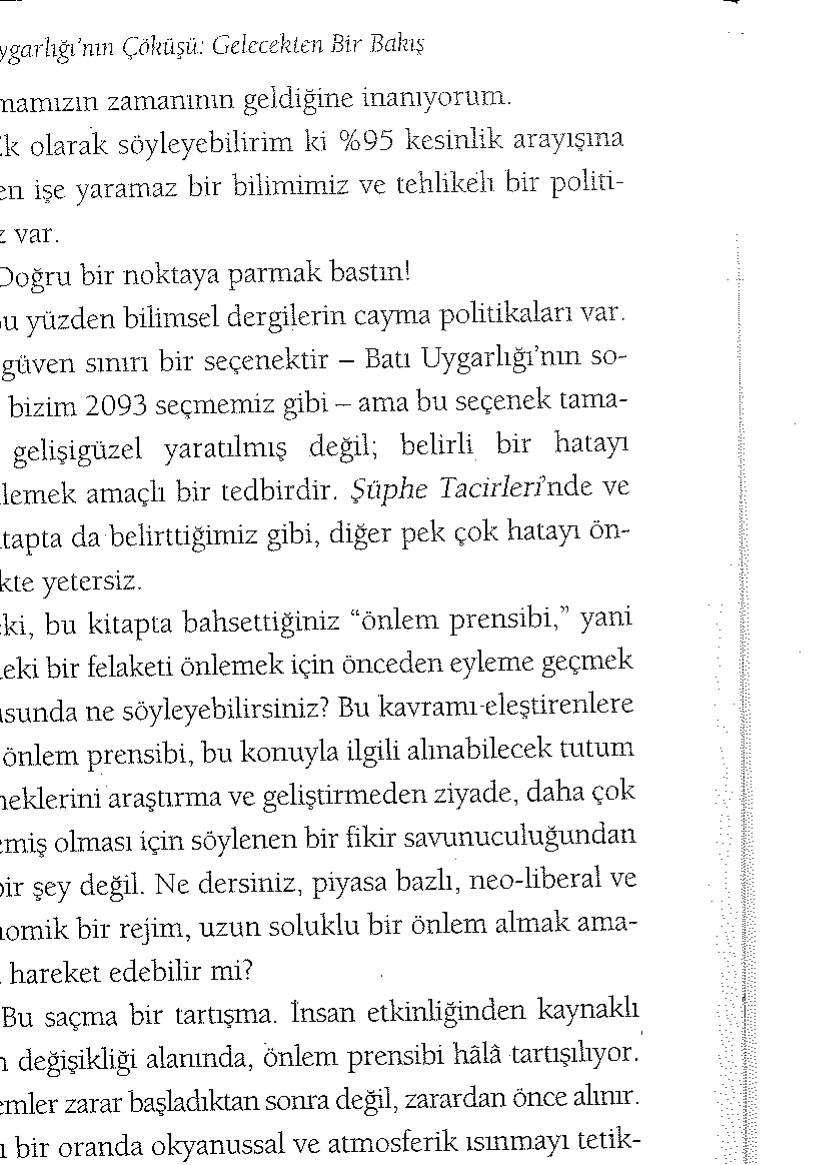 ygarlığı'nın Çöküşü: Gelecekten Bir Bakış
mamızın zamanının geldiğine inanıyorum.
k olarak söyleyebilirim ki %95 kesinlik arayışına
en işe yaramaz bir bilimimiz ve tehlikeli bir politi-
z var.
Doğru bir noktaya parmak bastın!
u yüzden bilimsel dergilerin cayma politikaları var.
güven sınırı bir seçenektir – Batı Uygarlığı'nın so-
bizim 2093 seçmemiz gibi – ama bu seçenek tama-
gelişigüzel yaratılmış değil; belirli bir hatayı
lemek amaçlı bir tedbirdir. Şüphe Tacirleri'nde ve
tapta da belirttiğimiz gibi, diğer pek çok hatayı ön-
kte yetersiz.
ki, bu kitapta bahsettiğiniz “önlem prensibi,” yani
eki bir felaketi önlemek için önceden eyleme geçmek
usunda ne söyleyebilirsiniz? Bu kavramı eleştirenlere
önlem prensibi, bu konuyla ilgili alınabilecek tutum
neklerini araştırma ve geliştirmeden ziyade, daha çok
emiş olması için söylenen bir fikir savunuculuğundan
bir şey değil. Ne dersiniz, piyasa bazlı, neo-liberal ve
nomik bir rejim, uzun soluklu bir önlem almak ama-
hareket edebilir mi?
Bu saçma bir tartışma. İnsan etkinliğinden kaynaklı
n değişikliği alanında, önlem prensibi hâlâ tartışılıyor.
emler zarar başladıktan sonra değil, zarardan önce alınır.
ı bir oranda okyanussal ve atmosferik ısınmayı tetik-